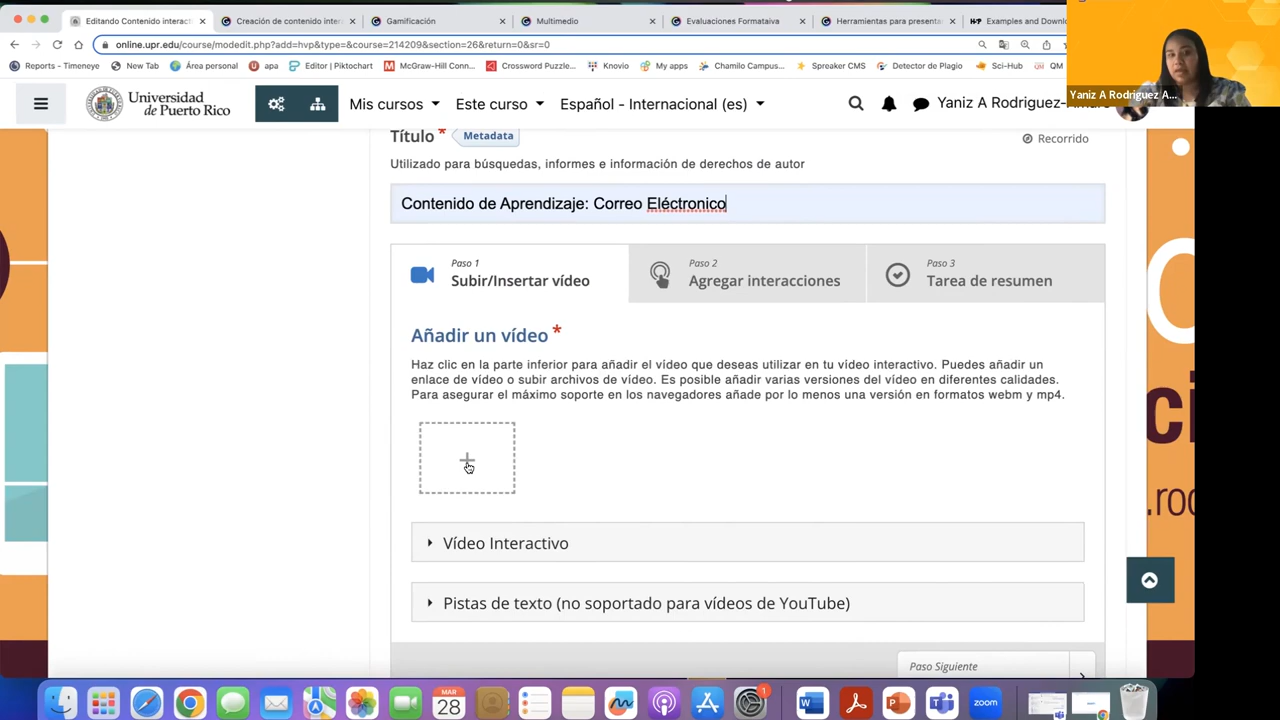 Editando Contenido interact
Creación de contenido inter
Gamificación
Multimedio
Evaluaciones Formataiva
Herramientas para presenta
H-P Examples and Downlo
online.upr.edu/course/modedit.php?add=hvp&type=&course=214209&section=26&return=0&sr=0
Reports - Timeneye
New Tab
Área personal
apa
Editor | Piktochart
McGraw-Hill Conn...
Crossword Puzzle...
Knovio
My apps
Chamilo Campus...
Spreaker CMS
Detector de Plagio
Sci-Hub
QM
Yaniz A Rodriguez A...
Universidad
de Puerto Rico
Mis cursos
Este curso
Español - Internacional (es)
Yaniz A Rodriguez-
Título * Metadata
Recorrido
Utilizado para búsquedas, informes e información de derechos de autor
Contenido de Aprendizaje: Correo Eléctronico
Paso 1
Subir/Insertar vídeo
Paso 2
Agregar interacciones
Paso 3
Tarea de resumen
Añadir un vídeo *
Haz clic en la parte inferior para añadir el vídeo que deseas utilizar en tu vídeo interactivo. Puedes añadir un
enlace de vídeo o subir archivos de vídeo. Es posible añadir varias versiones del vídeo en diferentes calidades.
Para asegurar el máximo soporte en los navegadores añade por lo menos una versión en formatos webm y mp4.
+
Vídeo Interactivo
Pistas de texto (no soportado para vídeos de YouTube)
Paso Siguiente
ci
.roc
MAR
28
1
zoom